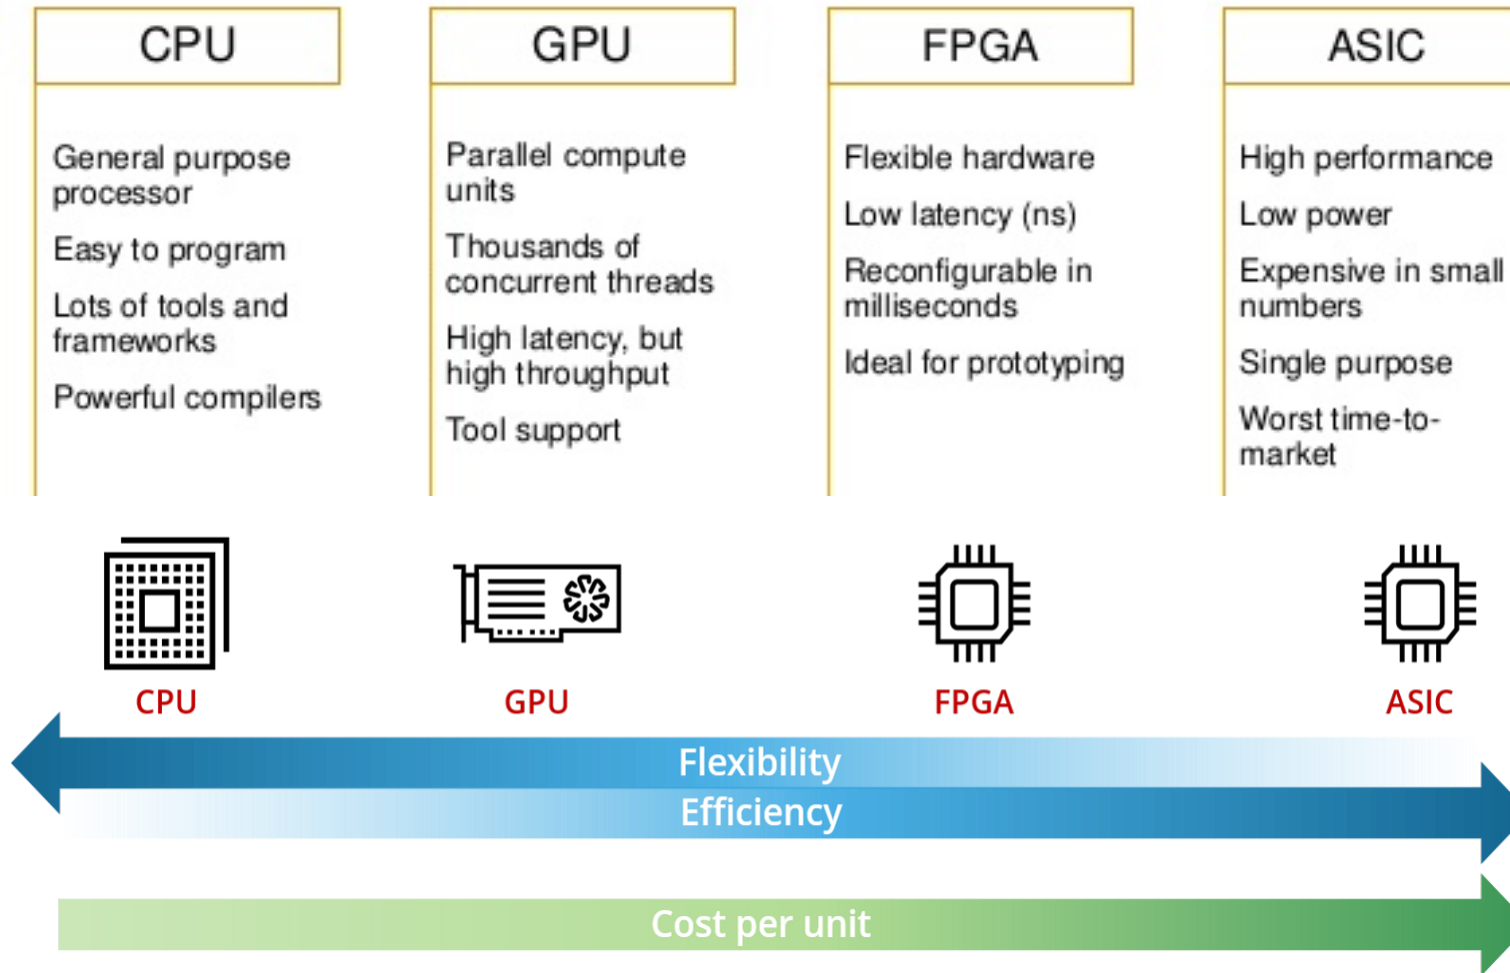 CPU
General purpose
processor
Easy to program
Lots of tools and
frameworks
Powerful compilers
GPU
Parallel compute
units
Thousands of
concurrent threads
High latency, but
high throughput
Tool support
FPGA
Flexible hardware
Low latency (ns)
Reconfigurable in
milliseconds
Ideal for prototyping
ASIC
High performance
Low power
Expensive in small
numbers
Single purpose
Worst time-to-
market
CPU
GPU
FPGA
ASIC
Flexibility
Efficiency
Cost per unit